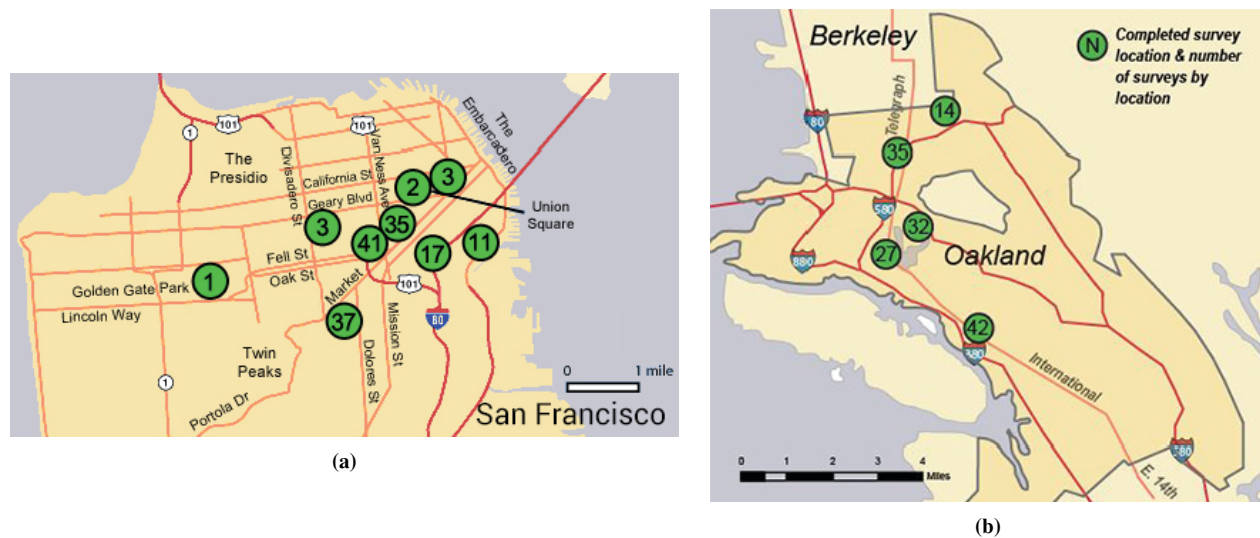 1
101
101
The
Embarcadero
The
Presidio
Divisadero St
Van Ness Ave
California St
Geary Blvd
2
3
Union
Square
3
35
41
17
11
Fell St
Oak St
1
Golden Gate Park
Lincoln Way
Market
101
80
37
Mission St
Dolores St
Twin
Peaks
1
Portola Dr
0 1 mile
San Francisco
(a)
Berkeley
N
Completed survey
location & number
of surveys by
location
Telegraph
80
14
35
580
32
27
Oakland
880
42
International
E. 14th
0 1 2 3 4
Miles
(b)